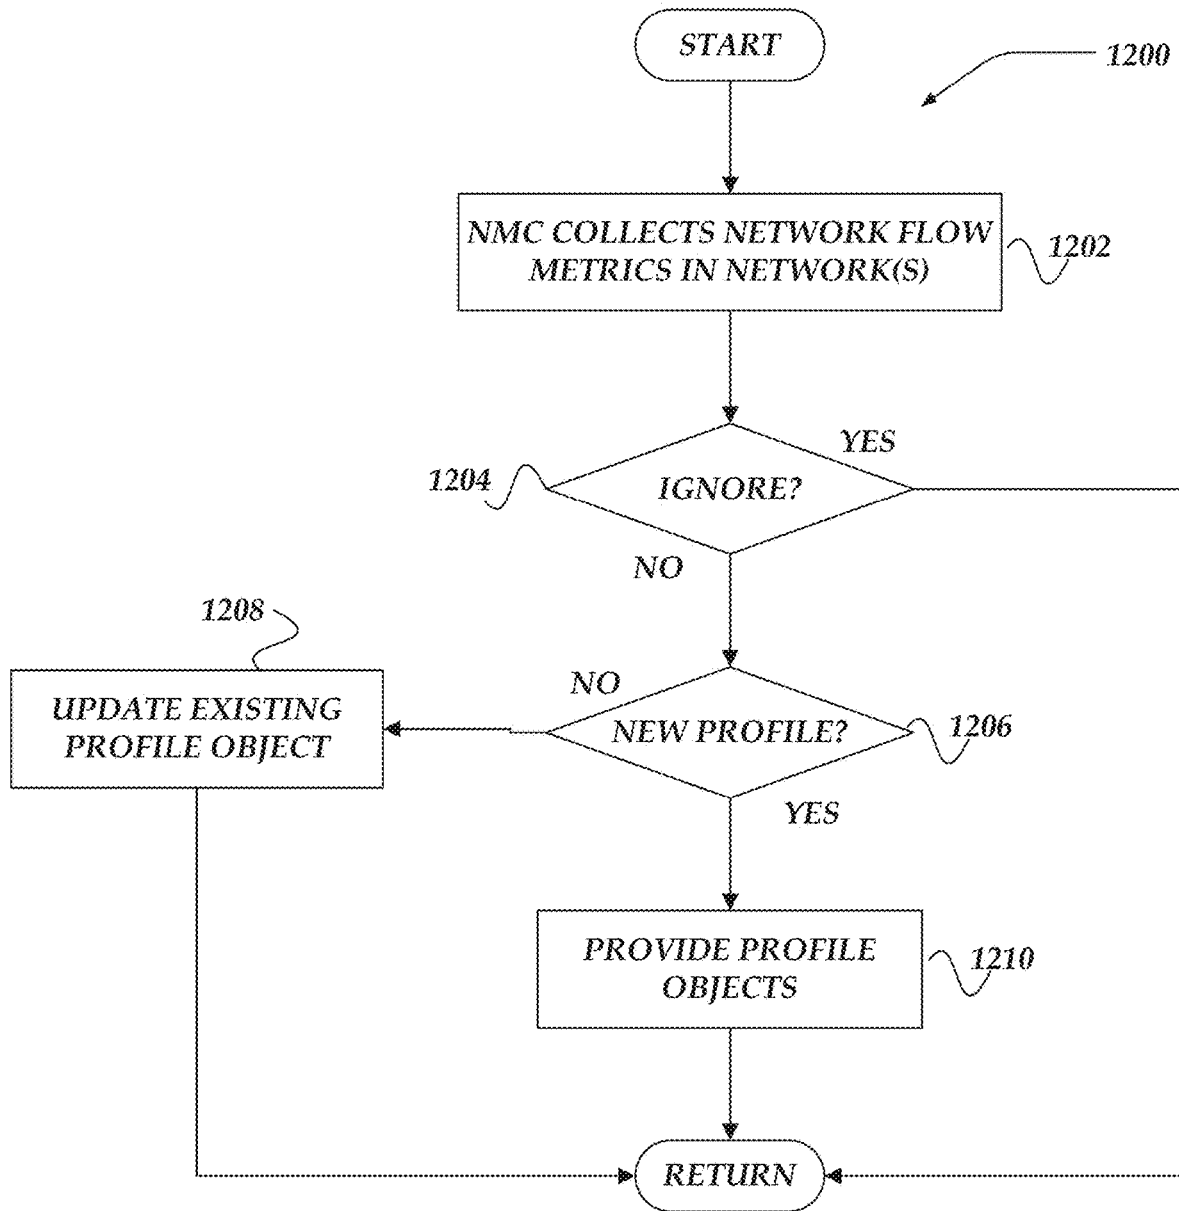 START
1200
NMC COLLECTS NETWORK FLOW
METRICS IN NETWORK(S)
1202
YES
1204
IGNORE?
NO
1208
NO
UPDATE EXISTING
PROFILE OBJECT
NEW PROFILE?
1206
YES
PROVIDE PROFILE
OBJECTS
1210
RETURN